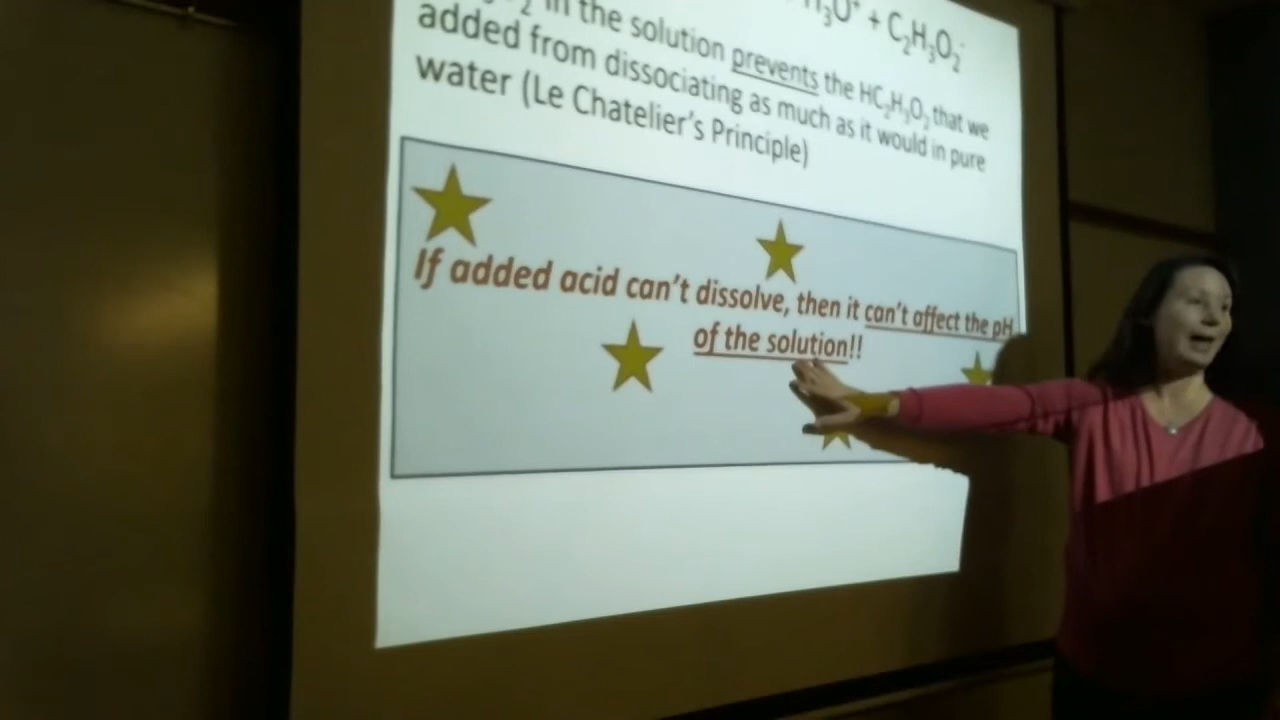 H₃O⁺ + C₂H₃O₂⁻
in the solution prevents the HC₂H₃O₂ that we
added from dissociating as much as it would in pure
water (Le Chatelier's Principle)
If added acid can't dissolve, then it can't affect the pH
of the solution!!